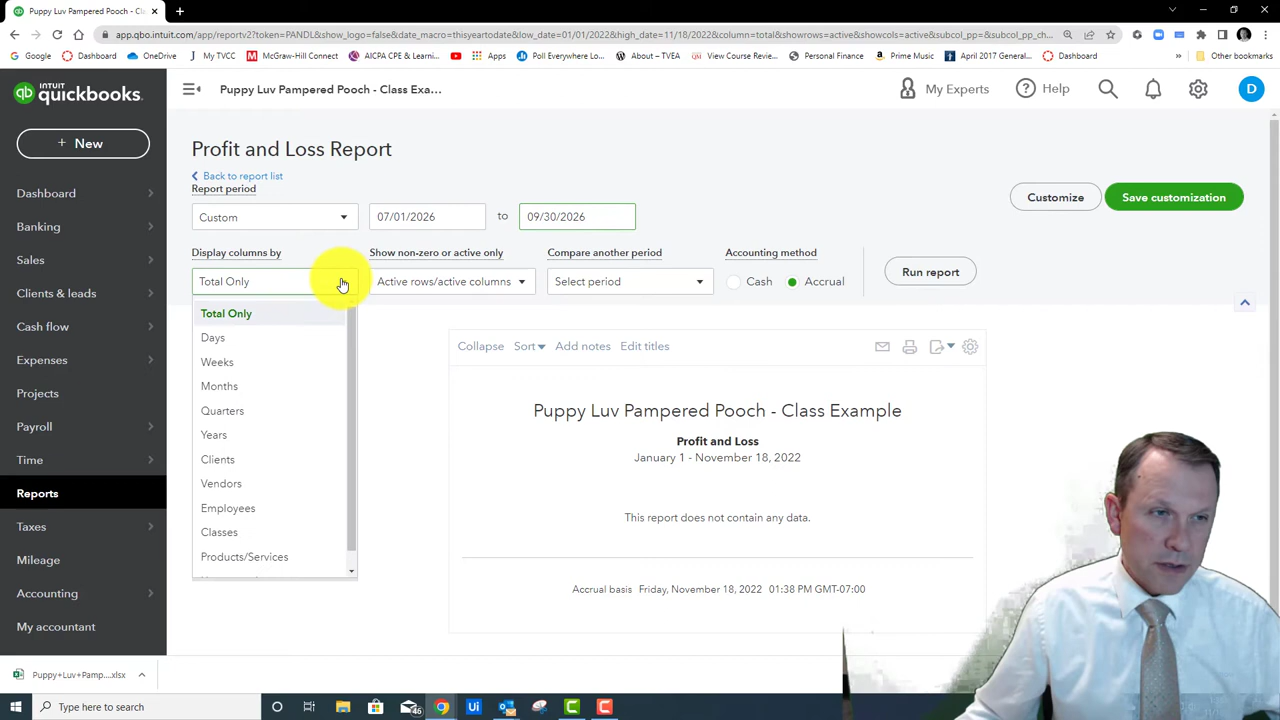 Puppy Luv Pampered Pooch - Cla
app.qbo.intuit.com/app/reportv2?token=PANDL&show_logo=false&date_macro=thisyeartodate&low_date=01/01/2022&high_date=11/18/2022&column=total&showrows=active&showcols=active&subcol_pp=&subcol_pp_ch...
Google Dashboard OneDrive My TVCC McGraw-Hill Connect AICPA CPE & Learni... Apps Poll Everywhere Lo... About – TVEA Personal Finance Prime Music April 2017 General... Dashboard Other bookmarks
INTUIT
quickbooks.
Puppy Luv Pampered Pooch - Class Exa...
My Experts
Help
D
+ New
Dashboard
Banking
Sales
Clients & leads
Cash flow
Expenses
Projects
Payroll
Time
Reports
Taxes
Mileage
Accounting
My accountant
Profit and Loss Report
Back to report list
Report period
Custom
07/01/2026
to
09/30/2026
Customize
Save customization
Display columns by
Show non-zero or active only
Compare another period
Accounting method
Total Only
Active rows/active columns
Select period
Cash
Accrual
Run report
Total Only
Days
Weeks
Months
Quarters
Years
Clients
Vendors
Employees
Classes
Products/Services
Collapse Sort Add notes Edit titles
Puppy Luv Pampered Pooch - Class Example
Profit and Loss
January 1 - November 18, 2022
This report does not contain any data.
Accrual basis Friday, November 18, 2022 01:38 PM GMT-07:00
Puppy+Luv+Pamp....xlsx
Type here to search
46
Ui